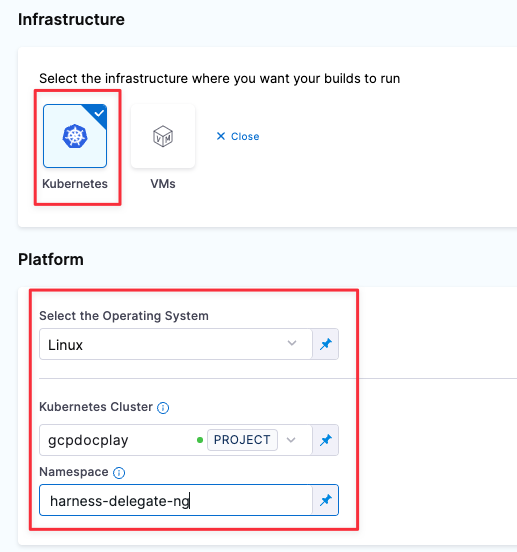 Infrastructure
Select the infrastructure where you want your builds to run
Close
Kubernetes
VMs
Platform
Select the Operating System
Linux
Kubernetes Cluster
gcpdocplay PROJECT
Namespace
harness-delegate-ng